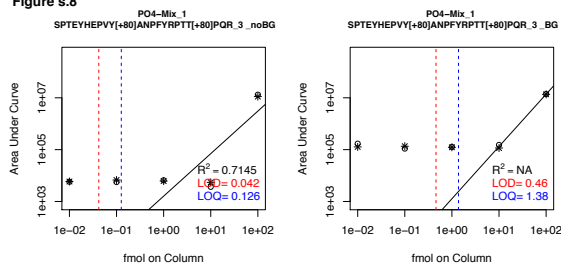 Figure s.8
PO4−Mix_1
SPTEYHEPVY[+80]ANPFYRPTT[+80]PQR_3 _noBG
Area Under Curve
1e+07
1e+05
1e+03
R2 = 0.7145
LOD= 0.042
LOQ= 0.126
1e−02 1e−01 1e+00 1e+01 1e+02
fmol on Column
PO4−Mix_1
SPTEYHEPVY[+80]ANPFYRPTT[+80]PQR_3 _BG
Area Under Curve
1e+07
1e+05
1e+03
R2 = NA
LOD= 0.46
LOQ= 1.38
1e−02 1e−01 1e+00 1e+01 1e+02
fmol on Column